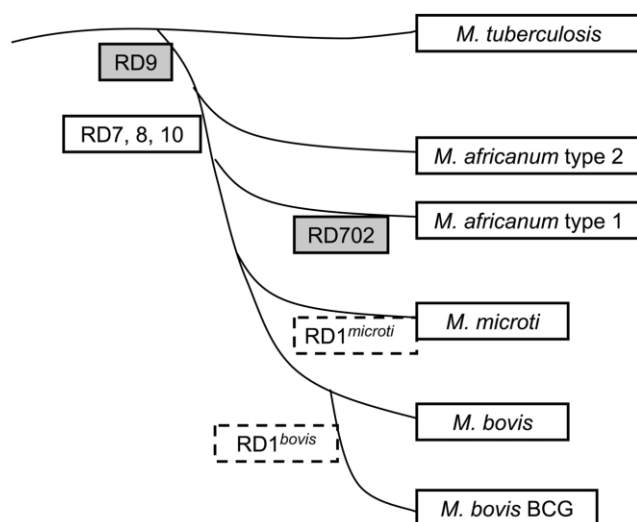 M. tuberculosis
RD9
RD7, 8, 10
M. africanum type 2
M. africanum type 1
RD702
M. microti
RD1microti
M. bovis
RD1bovis
M. bovis BCG